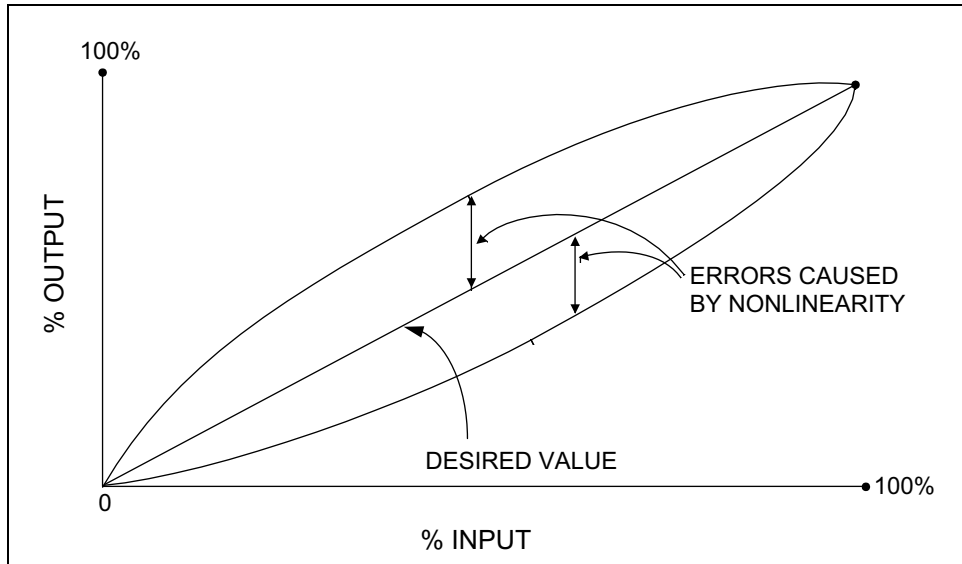 100%
% OUTPUT
ERRORS CAUSED
BY NONLINEARITY
DESIRED VALUE
0
100%
% INPUT